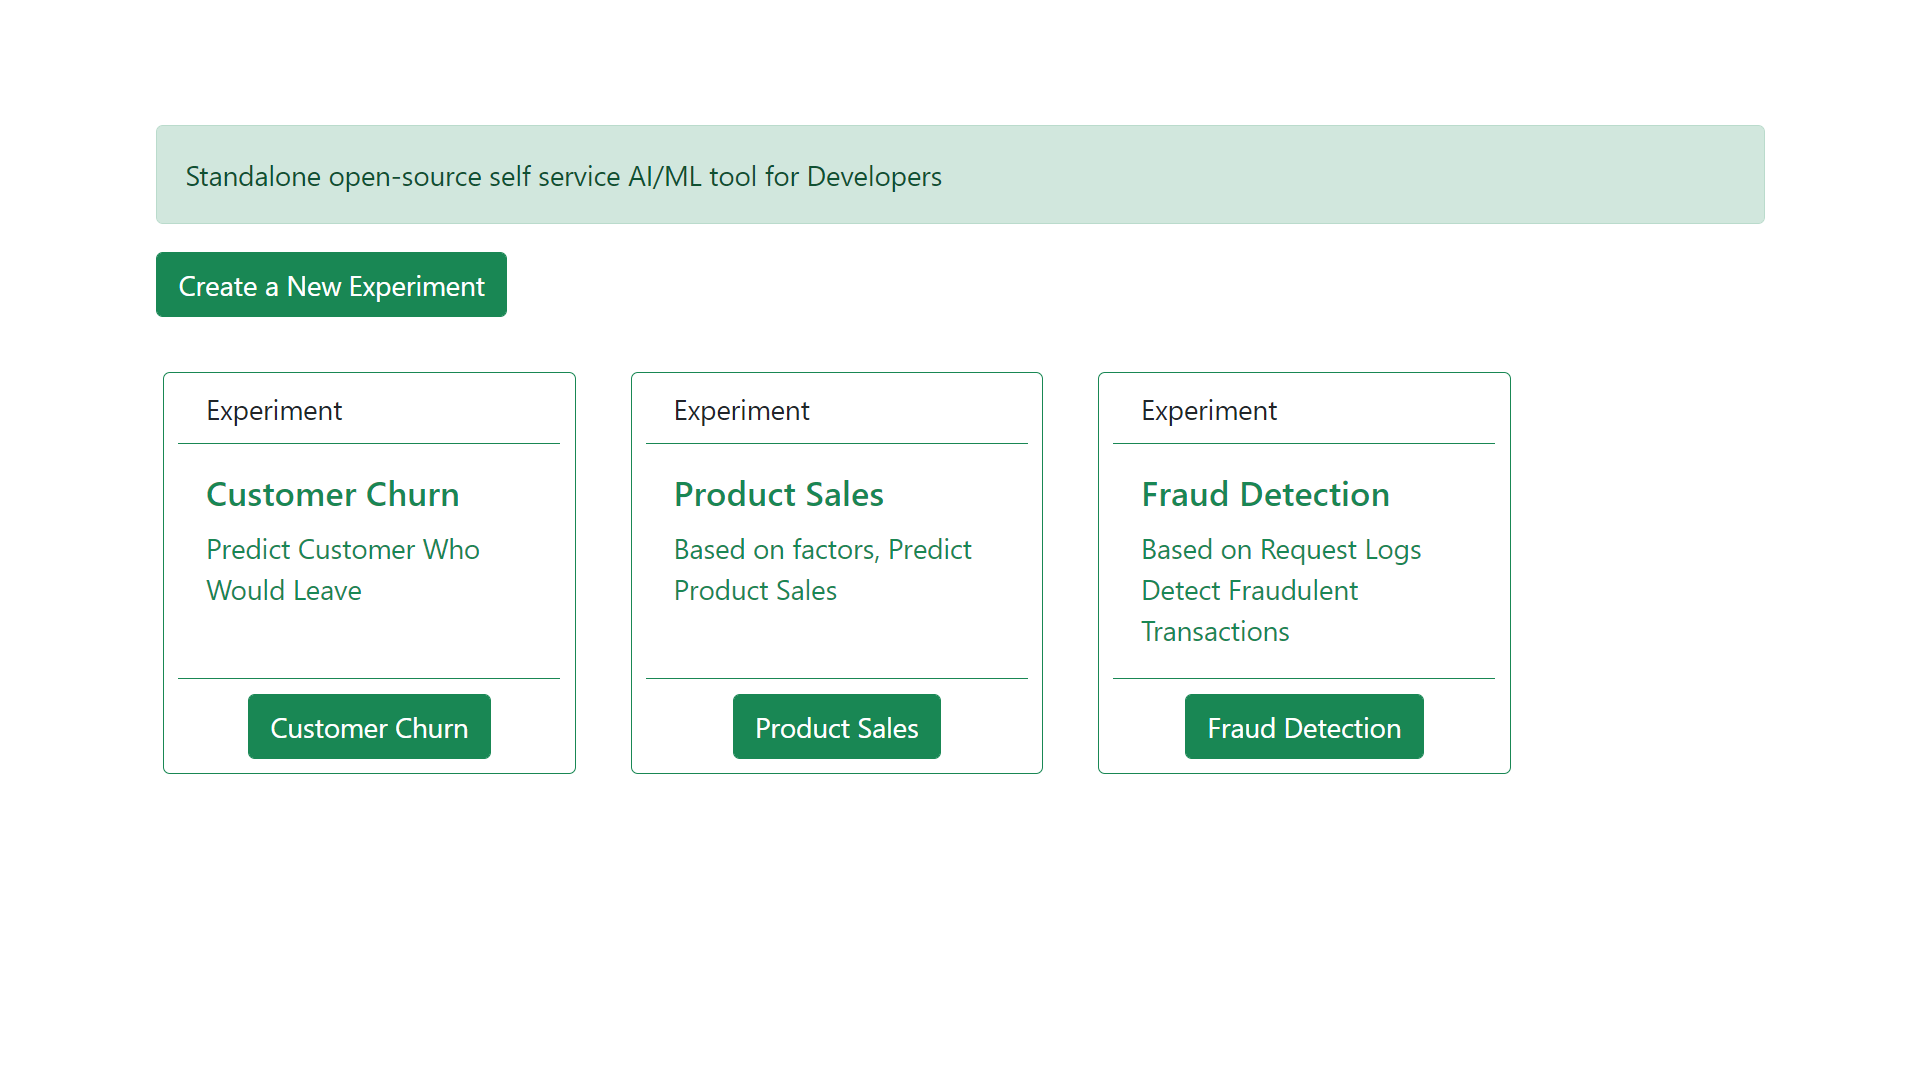 Standalone open-source self service AI/ML tool for Developers
Create a New Experiment
Experiment
Customer Churn
Predict Customer Who
Would Leave
Customer Churn
Experiment
Product Sales
Based on factors, Predict
Product Sales
Product Sales
Experiment
Fraud Detection
Based on Request Logs
Detect Fraudulent
Transactions
Fraud Detection